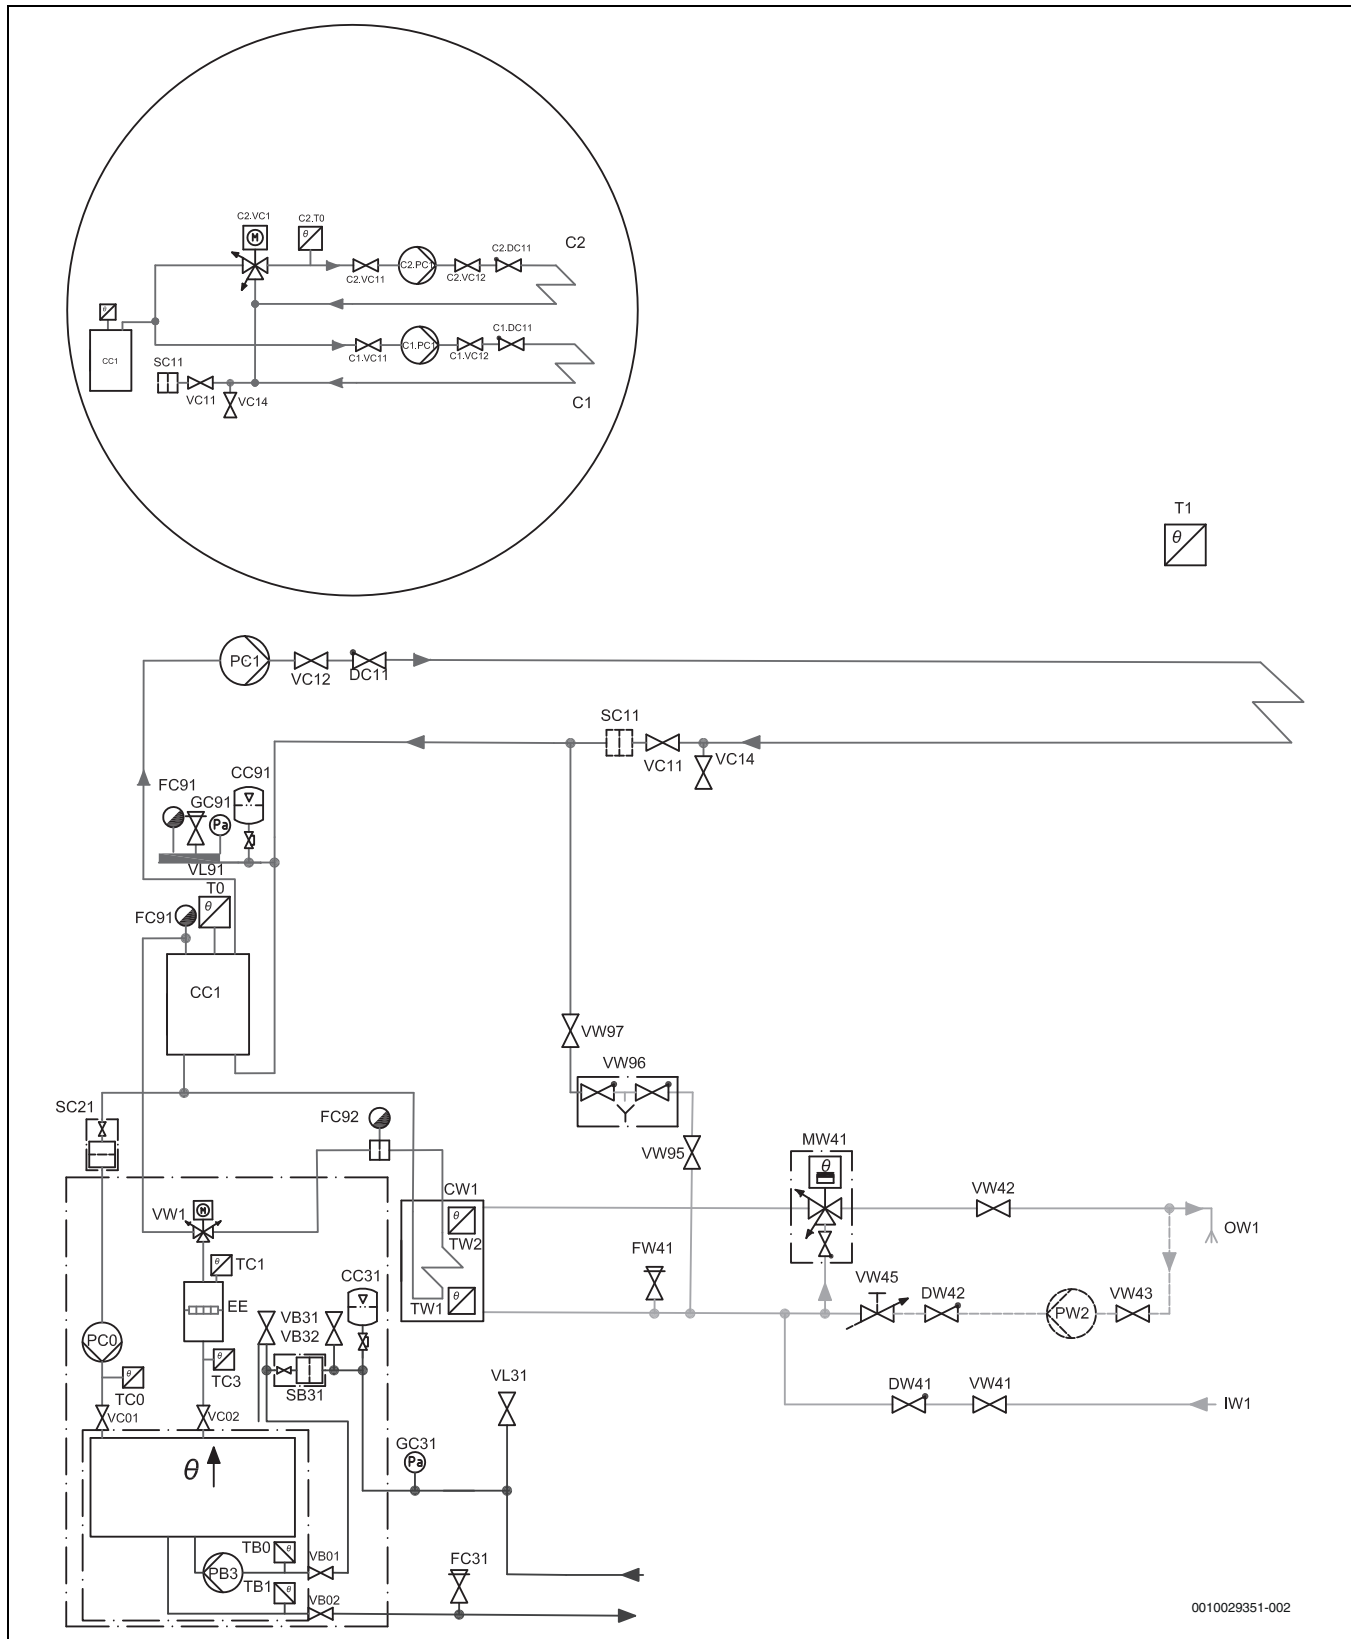 C2.VC1
C2.T0
M
θ
C2.DC11
C2
C2.VC11
C2.PC1
C2.VC12
θ
C1.DC11
CC1
SC11
C1.VC11
C1.PC1
C1.VC12
VC11
VC14
C1
T1
θ
PC1
VC12
DC11
SC11
VC11
VC14
CC91
FC91
GC91
Pa
VL91
T0
θ
FC91
CC1
VW97
VW96
SC21
FC92
VW95
MW41
θ
CW1
VW42
VW1
M
θ
TW2
OW1
θ
TC1
FW41
CC31
VW45
DW42
EE
VB31
VB32
TW1
θ
PW2
VW43
PC0
θ
TC3
θ
TC0
SB31
VL31
DW41
VW41
IW1
VC01
VC02
GC31
Pa
θ
TB0
θ
VB01
PB3
TB1
θ
VB02
FC31
0010029351-002